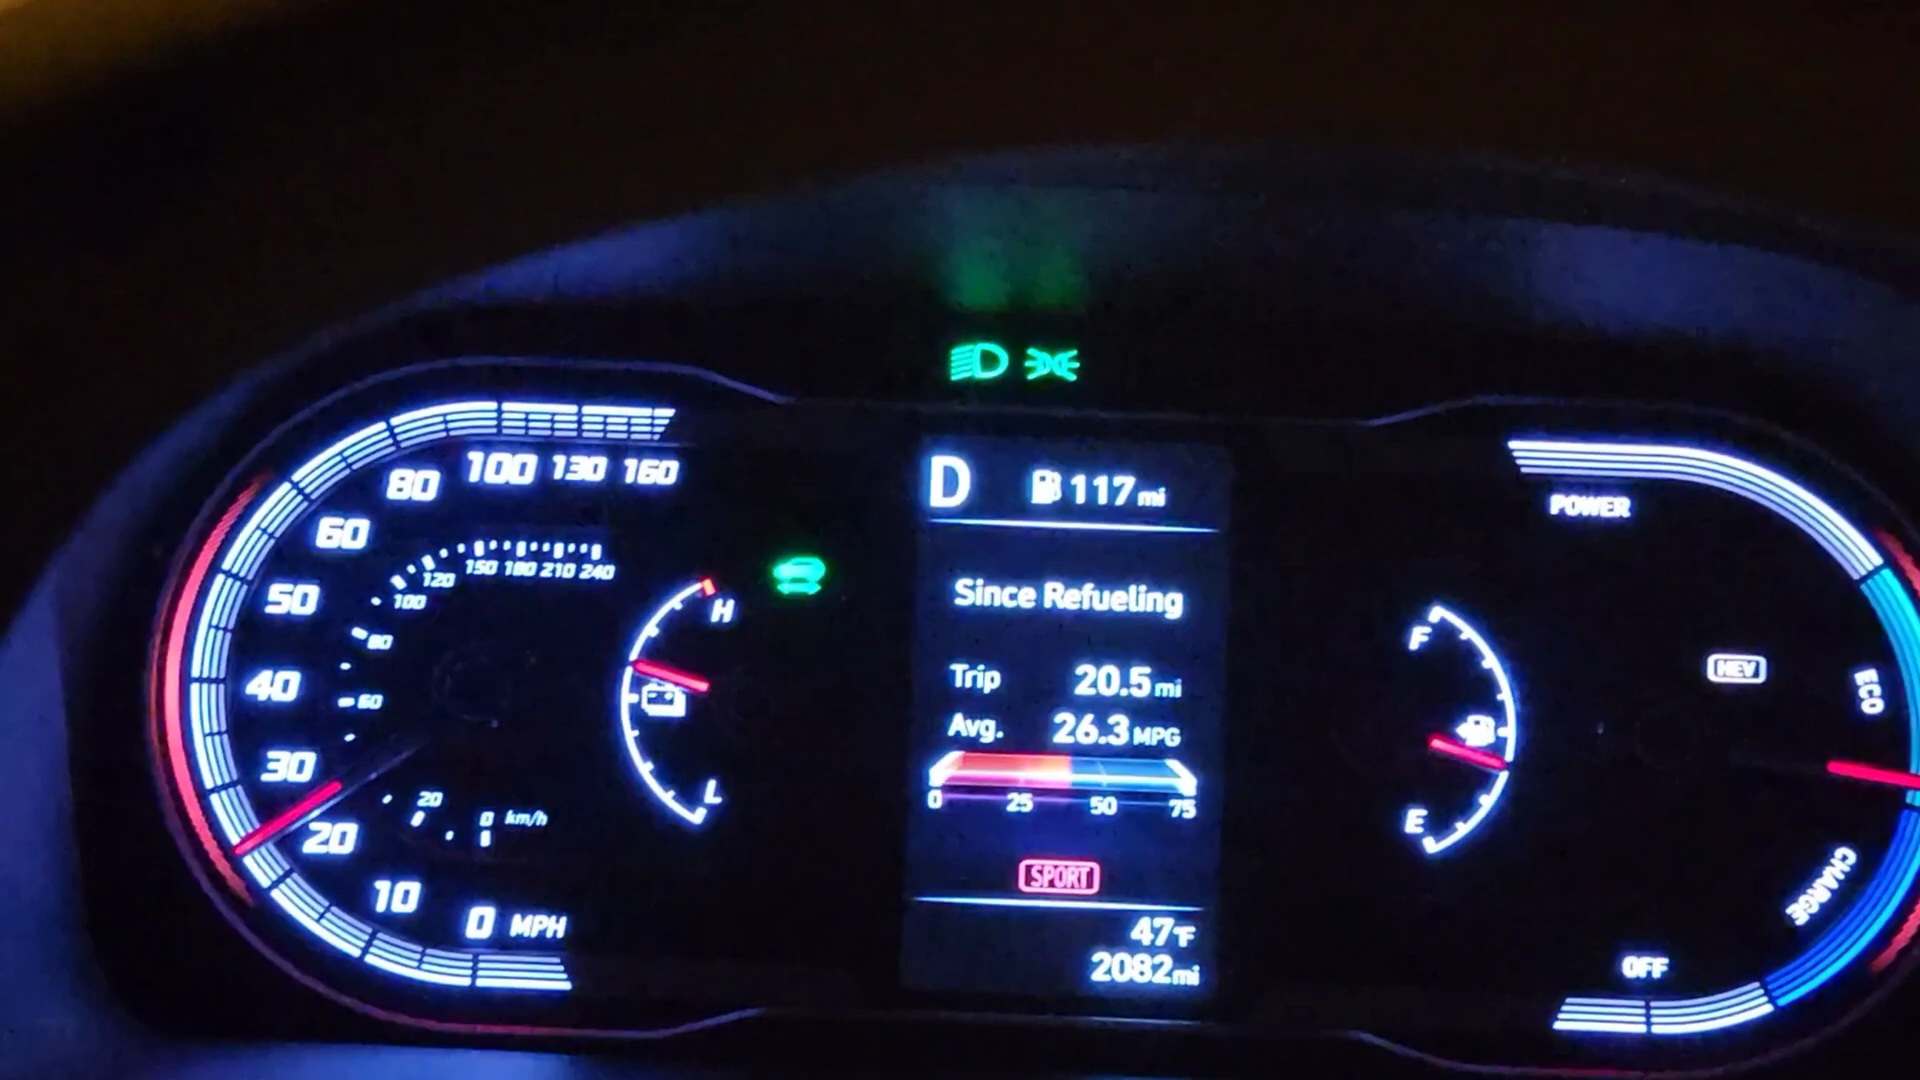 D 117 mi
Since Refueling
Trip 20.5 mi
Avg. 26.3 MPG
0 25 50 75
SPORT
47°F
2082 mi
160
130
100
80
60
50
40
30
20
10
0 MPH
240
210
180
150
120
100
80
60
20
0 km/h
H
L
F
E
POWER
HEV
ECO
CHARGE
OFF